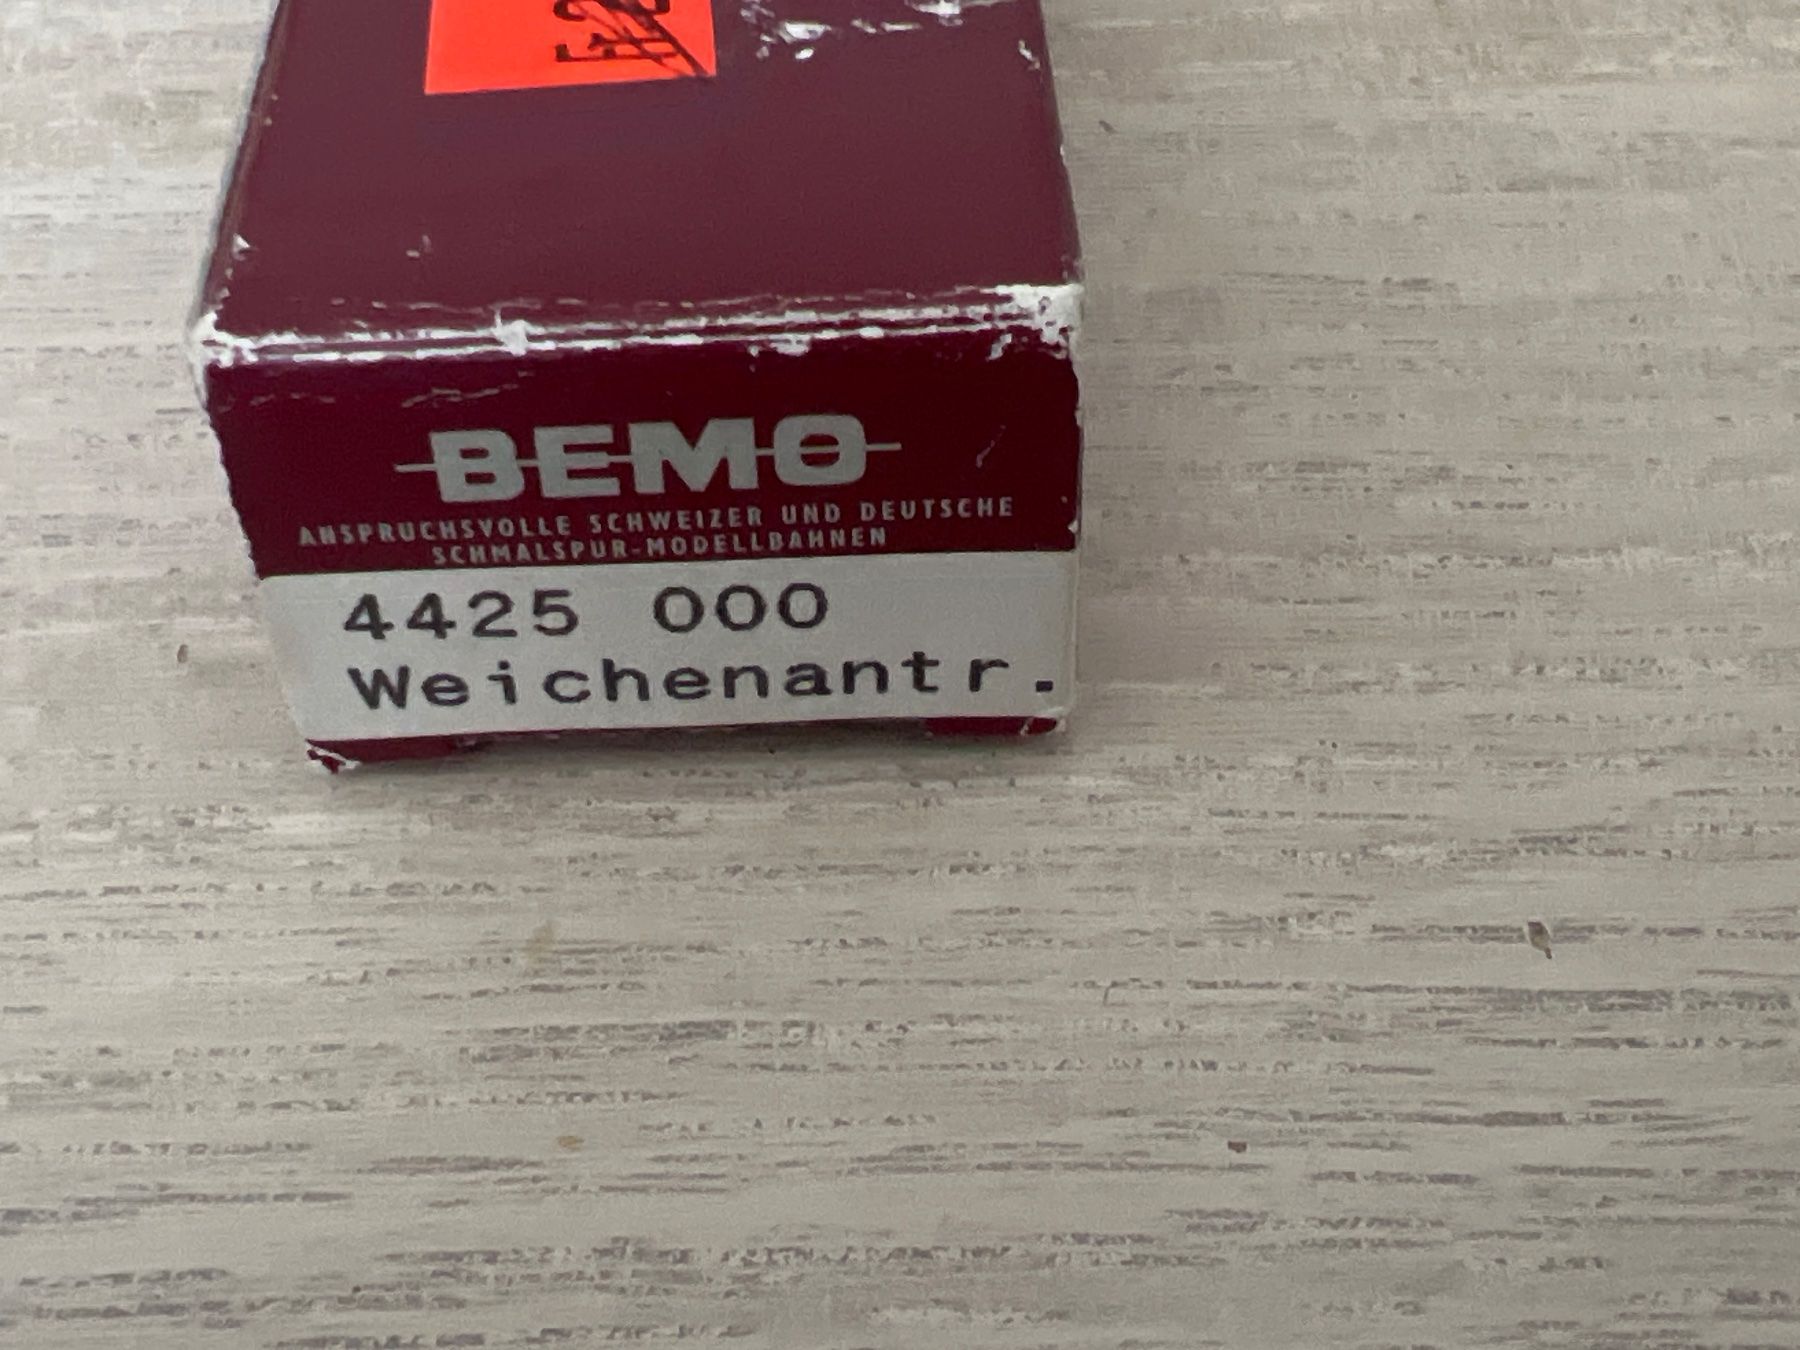 BEMO
ANSPRUCHSVOLLE SCHWEIZER UND DEUTSCHE
SCHMALSPUR-MODELLBAHNEN
4425 000
Weichenantr.